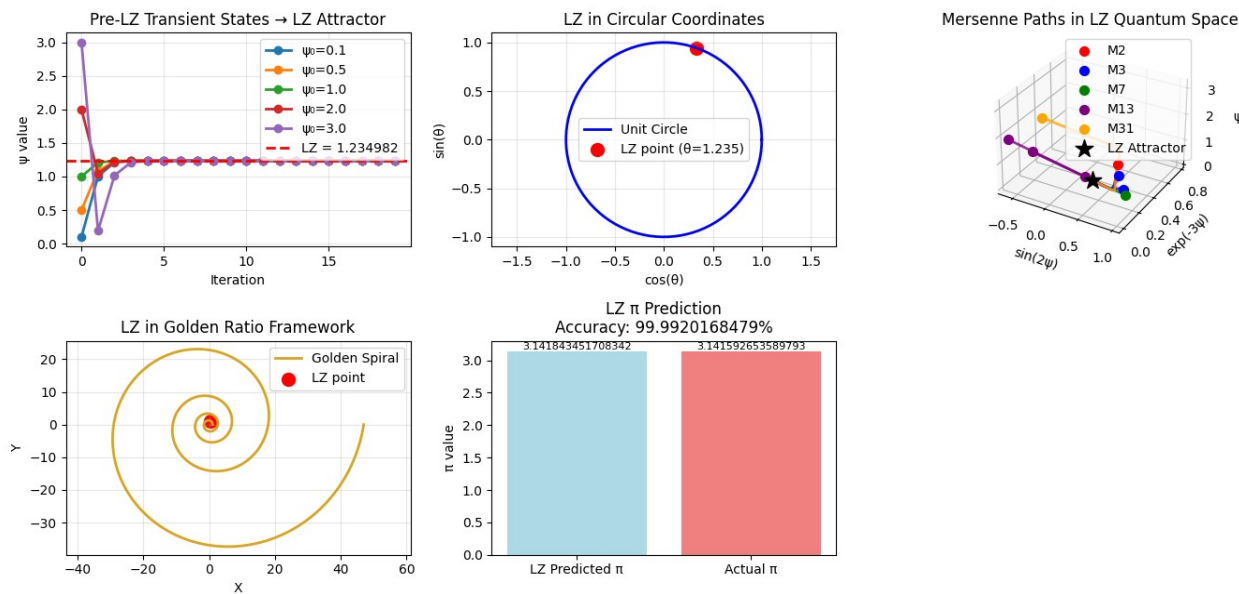 Pre-LZ Transient States → LZ Attractor
ψ value
3.0
2.5
2.0
1.5
1.0
0.5
0.0
ψ₀=0.1
ψ₀=0.5
ψ₀=1.0
ψ₀=2.0
ψ₀=3.0
LZ = 1.234982
0 5 10 15
Iteration
LZ in Circular Coordinates
sin(θ)
1.0
0.5
0.0
−0.5
−1.0
Unit Circle
LZ point (θ=1.235)
−1.5 −1.0 −0.5 0.0 0.5 1.0 1.5
cos(θ)
Mersenne Paths in LZ Quantum Space
M2
M3
M7
M13
M31
LZ Attractor
3
2
1
0
ψ
−0.5 0.0 0.5 1.0
sin(2ψ)
0.0 0.2 0.4 0.6 0.8
exp(-3ψ)
LZ in Golden Ratio Framework
Y
20
10
0
−10
−20
−30
Golden Spiral
LZ point
−40 −20 0 20 40 60
X
LZ π Prediction
Accuracy: 99.9920168479%
π value
3.0
2.5
2.0
1.5
1.0
0.5
0.0
3.141843451708342
3.141592653589793
LZ Predicted π
Actual π